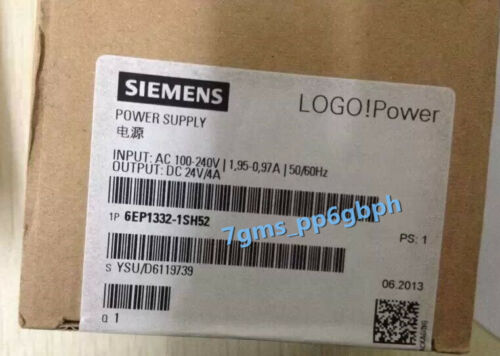 SIEMENS
LOGO!Power
POWER SUPPLY
电源
INPUT: AC 100-240V | 1,95-0,97A | 50/60Hz
OUTPUT: DC 24V/4A
1P 6EP1332-1SH52
7gms_pp6gbph
PS: 1
S YSU/D6119739
06.2013
Q 1